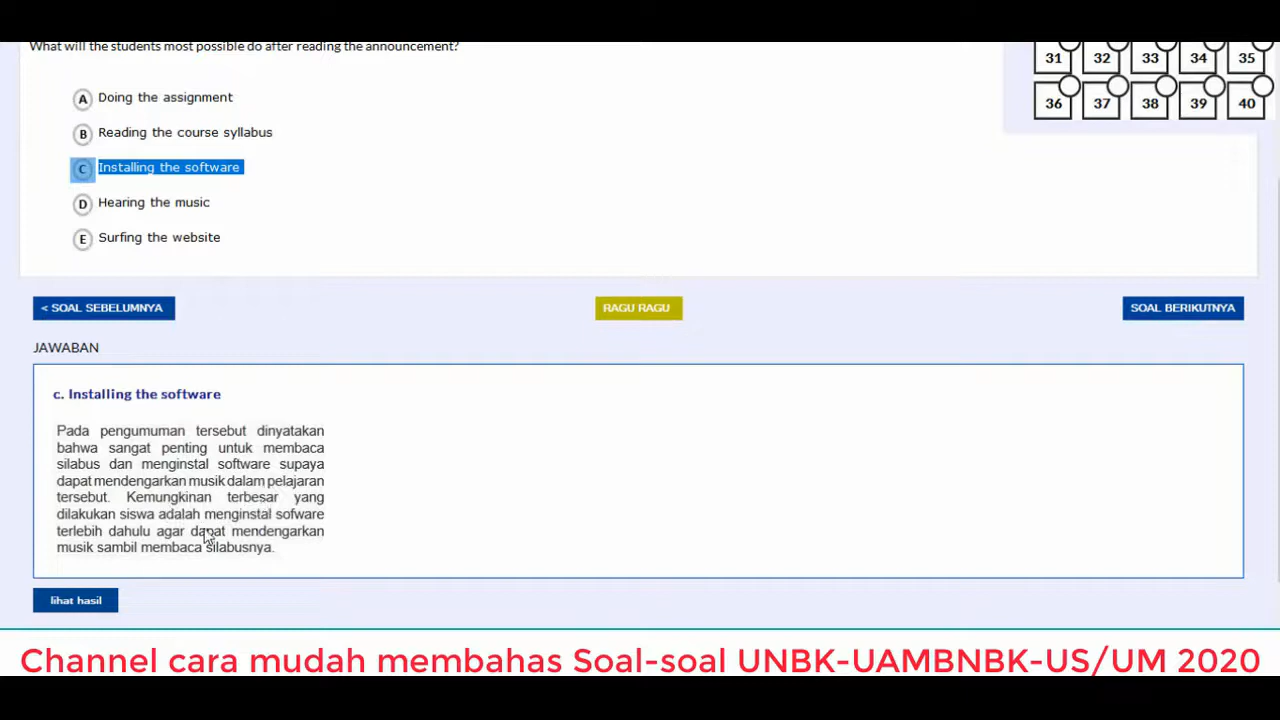 What will the students most possible do after reading the announcement?
31 32 33 34 35
36 37 38 39 40
A Doing the assignment
B Reading the course syllabus
C Installing the software
D Hearing the music
E Surfing the website
< SOAL SEBELUMNYA
RAGU RAGU
SOAL BERIKUTNYA
JAWABAN
c. Installing the software
Pada pengumuman tersebut dinyatakan
bahwa sangat penting untuk membaca
silabus dan menginstal software supaya
dapat mendengarkan musik dalam pelajaran
tersebut. Kemungkinan terbesar yang
dilakukan siswa adalah menginstal sofware
terlebih dahulu agar dapat mendengarkan
musik sambil membaca silabusnya.
lihat hasil
Channel cara mudah membahas Soal-soal UNBK-UAMBNBK-US/UM 2020